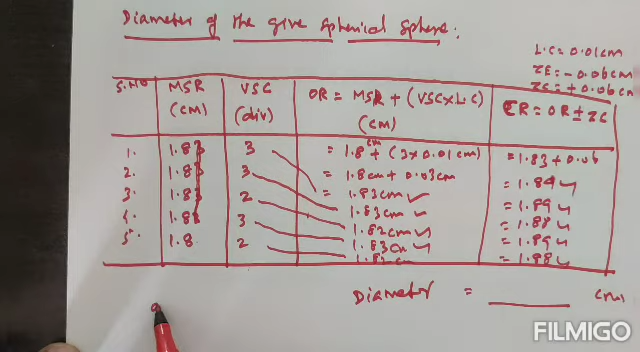 Diameter of the give spherical sphere:
L.C = 0.01cm
ZE = -0.06cm
ZC = +0.06cm
S.NO MSR (cm) VSC (div) OR = MSR + (VSC×L.C) (cm) CR = OR ± ZC
1. 1.8 3 = 1.8cm + (3×0.01cm) = 1.83+0.06
2. 1.8 3 = 1.8cm + 0.03cm = 1.89
3. 1.8 2 = 1.83cm = 1.89
4. 1.8 3 1.83cm = 1.88
5. 1.8 2 1.82cm = 1.89
1.83cm = 1.88
1.82cm
Diameter = ______ cm
FILMIGO